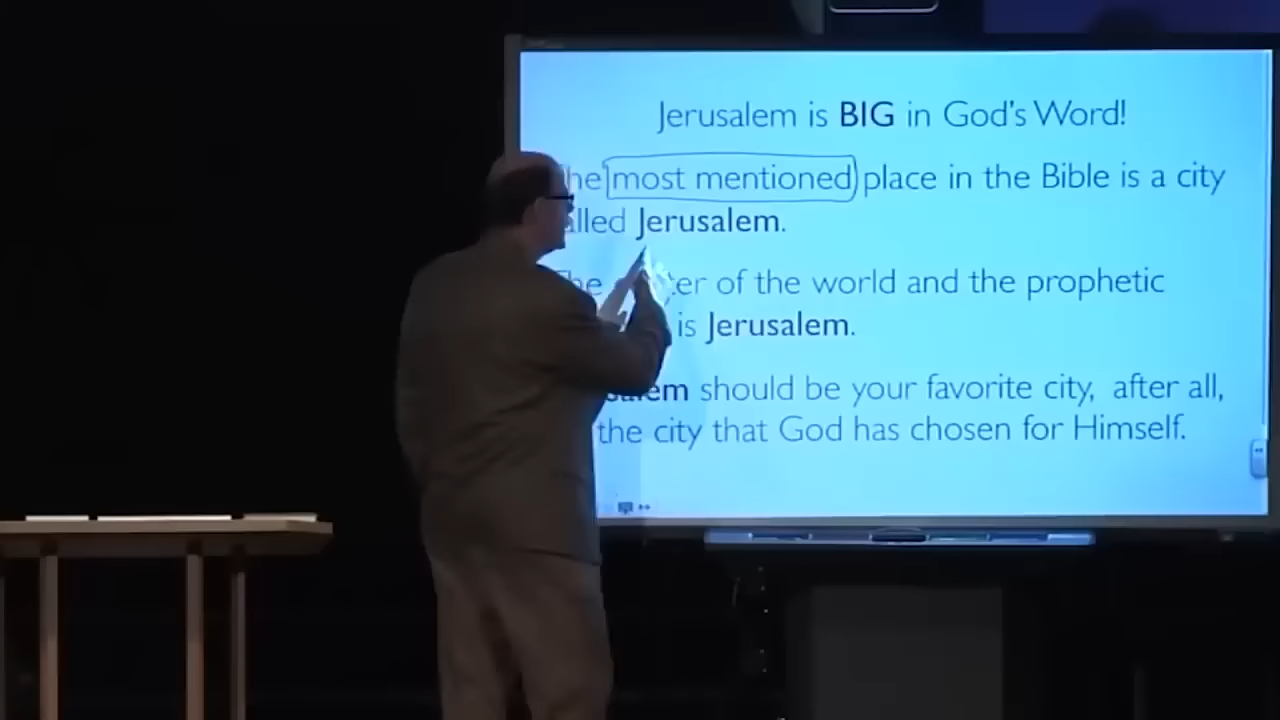 Jerusalem is BIG in God's Word!
he most mentioned place in the Bible is a city
lled Jerusalem.
The ter of the world and the prophetic
is Jerusalem.
salem should be your favorite city, after all,
the city that God has chosen for Himself.